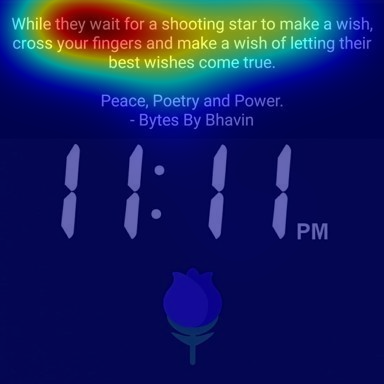 While they wait for a shooting star to make a wish,
cross your fingers and make a wish of letting their
best wishes come true.
Peace, Poetry and Power.
- Bytes By Bhavin
11:11 PM